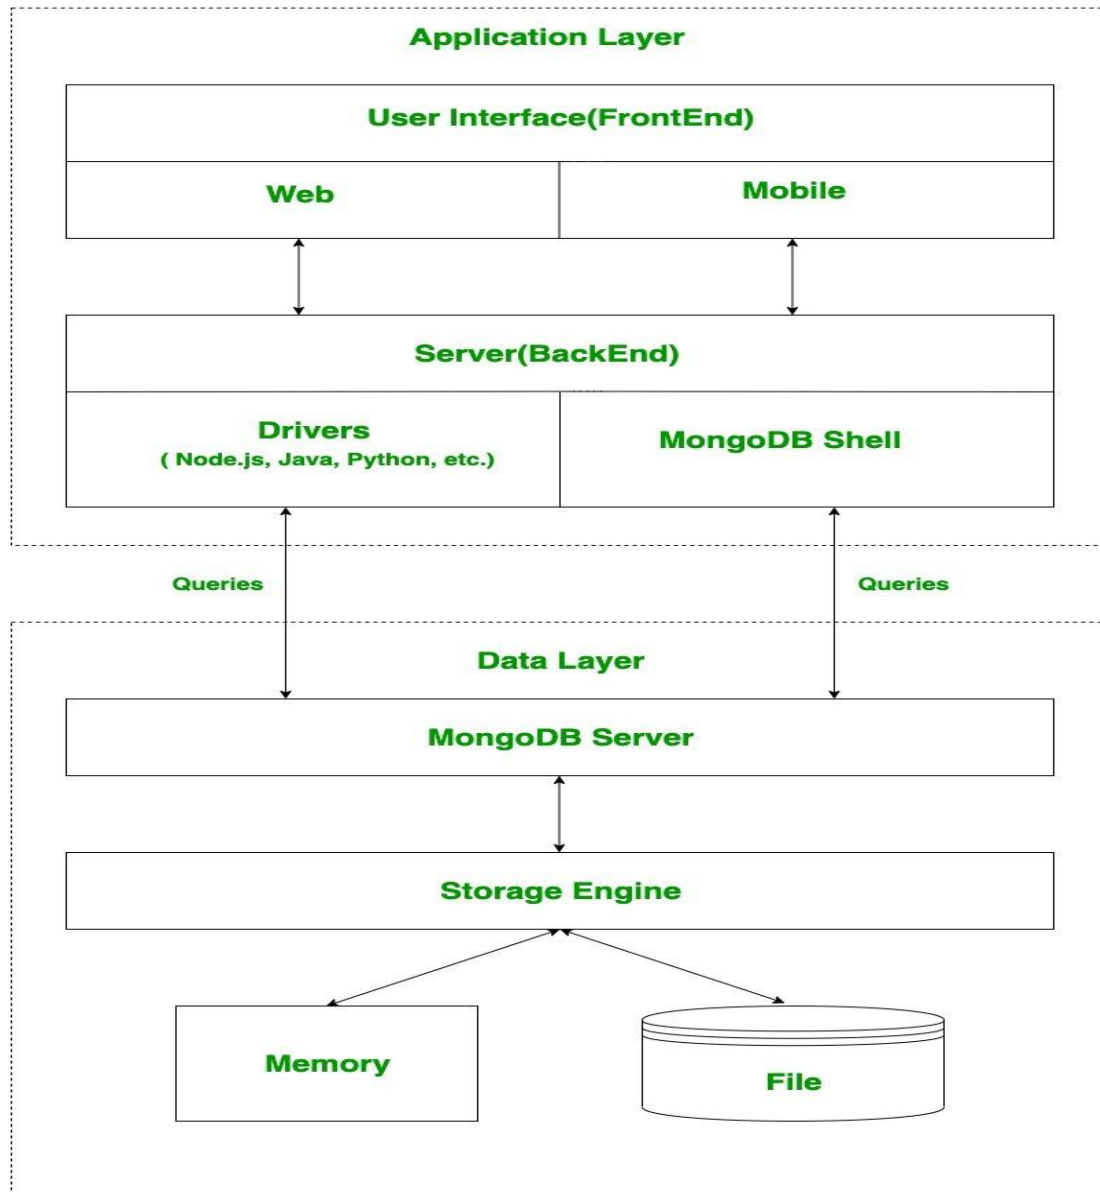 Application Layer
User Interface(FrontEnd)
Web
Mobile
Server(BackEnd)
Drivers
( Node.js, Java, Python, etc.)
MongoDB Shell
Queries
Queries
Data Layer
MongoDB Server
Storage Engine
Memory
File